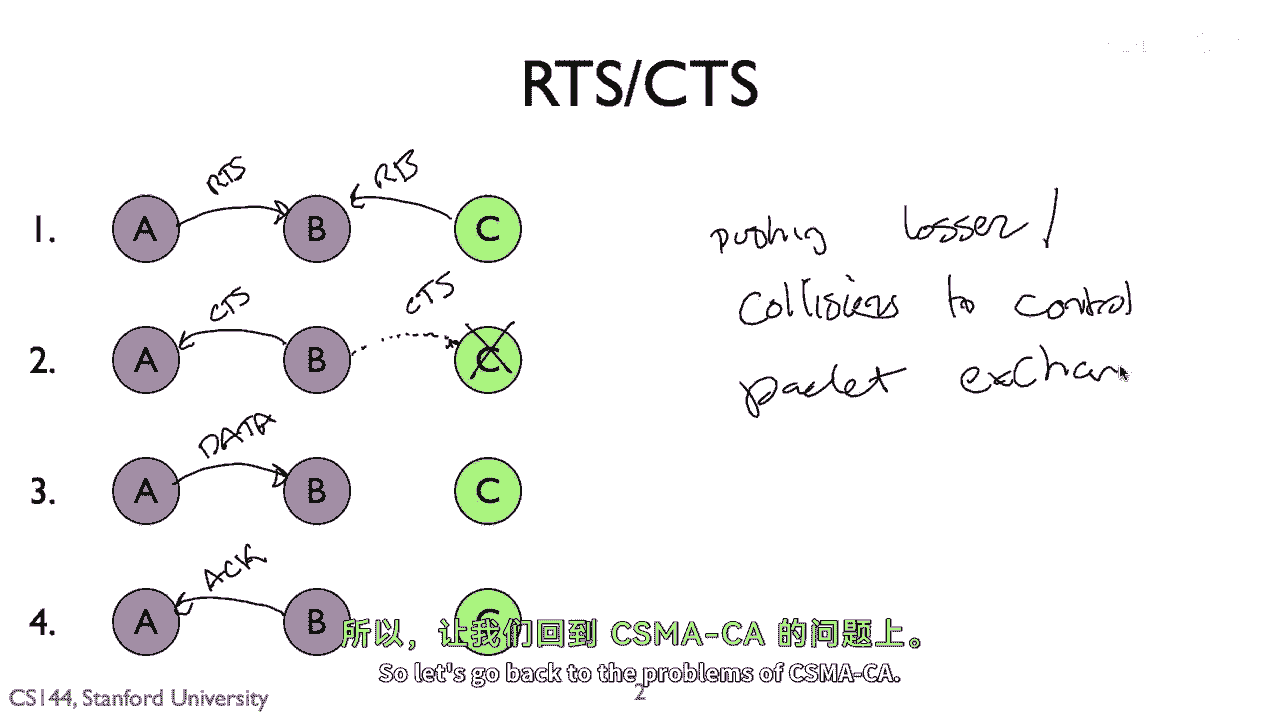 RTS/CTS
RTS
RTS
1. A B C
pushing losses/
CTS
CTS
collisions to control
2. A B C
packet exchan
DATA
3. A B C
ACK
4. A B C
所以，让我们回到 CSMA-CA 的问题上。
So let's go back to the problems of CSMA-CA.
CS144, Stanford University
2